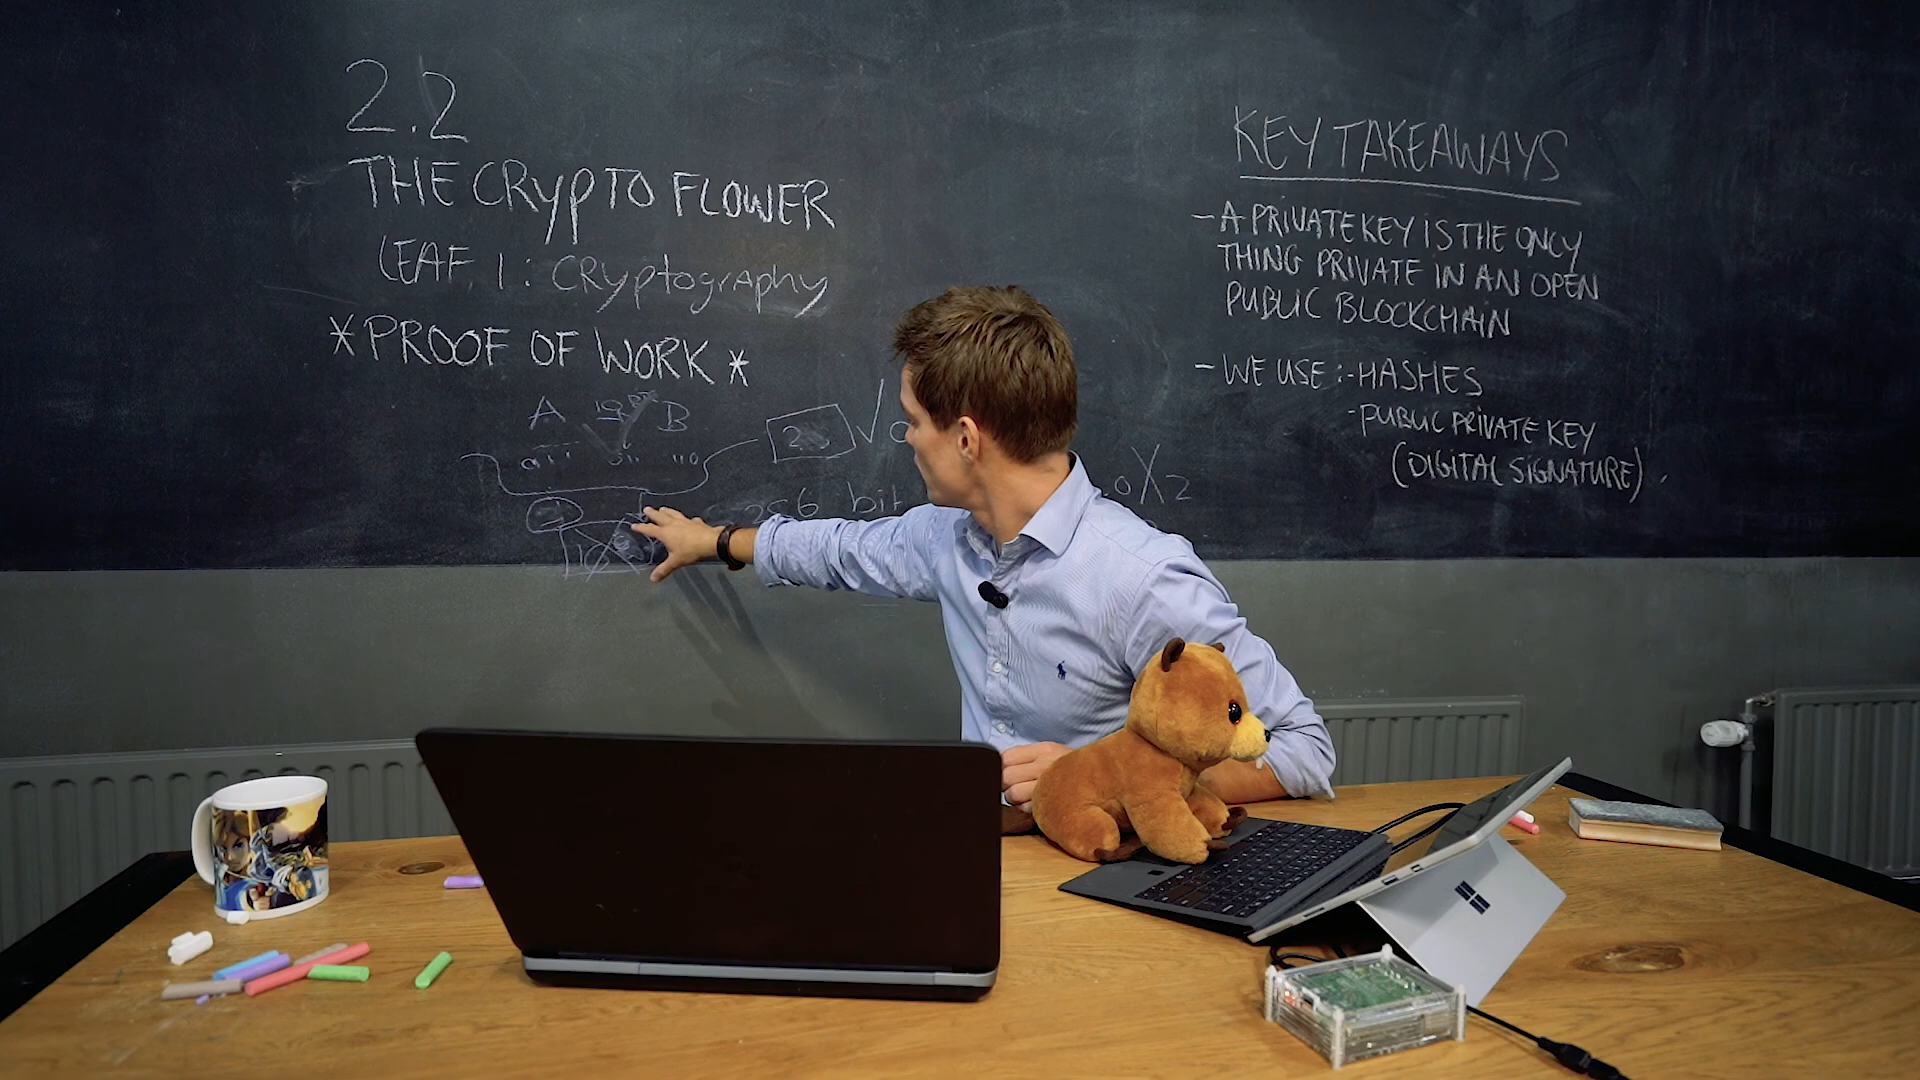 2.2
THE CRYPTO FLOWER
LEAF 1: CRyptography
*PROOF OF WORK*
A B
256 bit
KEY TAKEAWAYS
- A PRIVATE KEY IS THE ONLY
THING PRIVATE IN AN OPEN
PUBLIC BLOCKCHAIN
- WE USE :-HASHES
- PUBLIC PRIVATE KEY
(DIGITAL SIGNATURE)